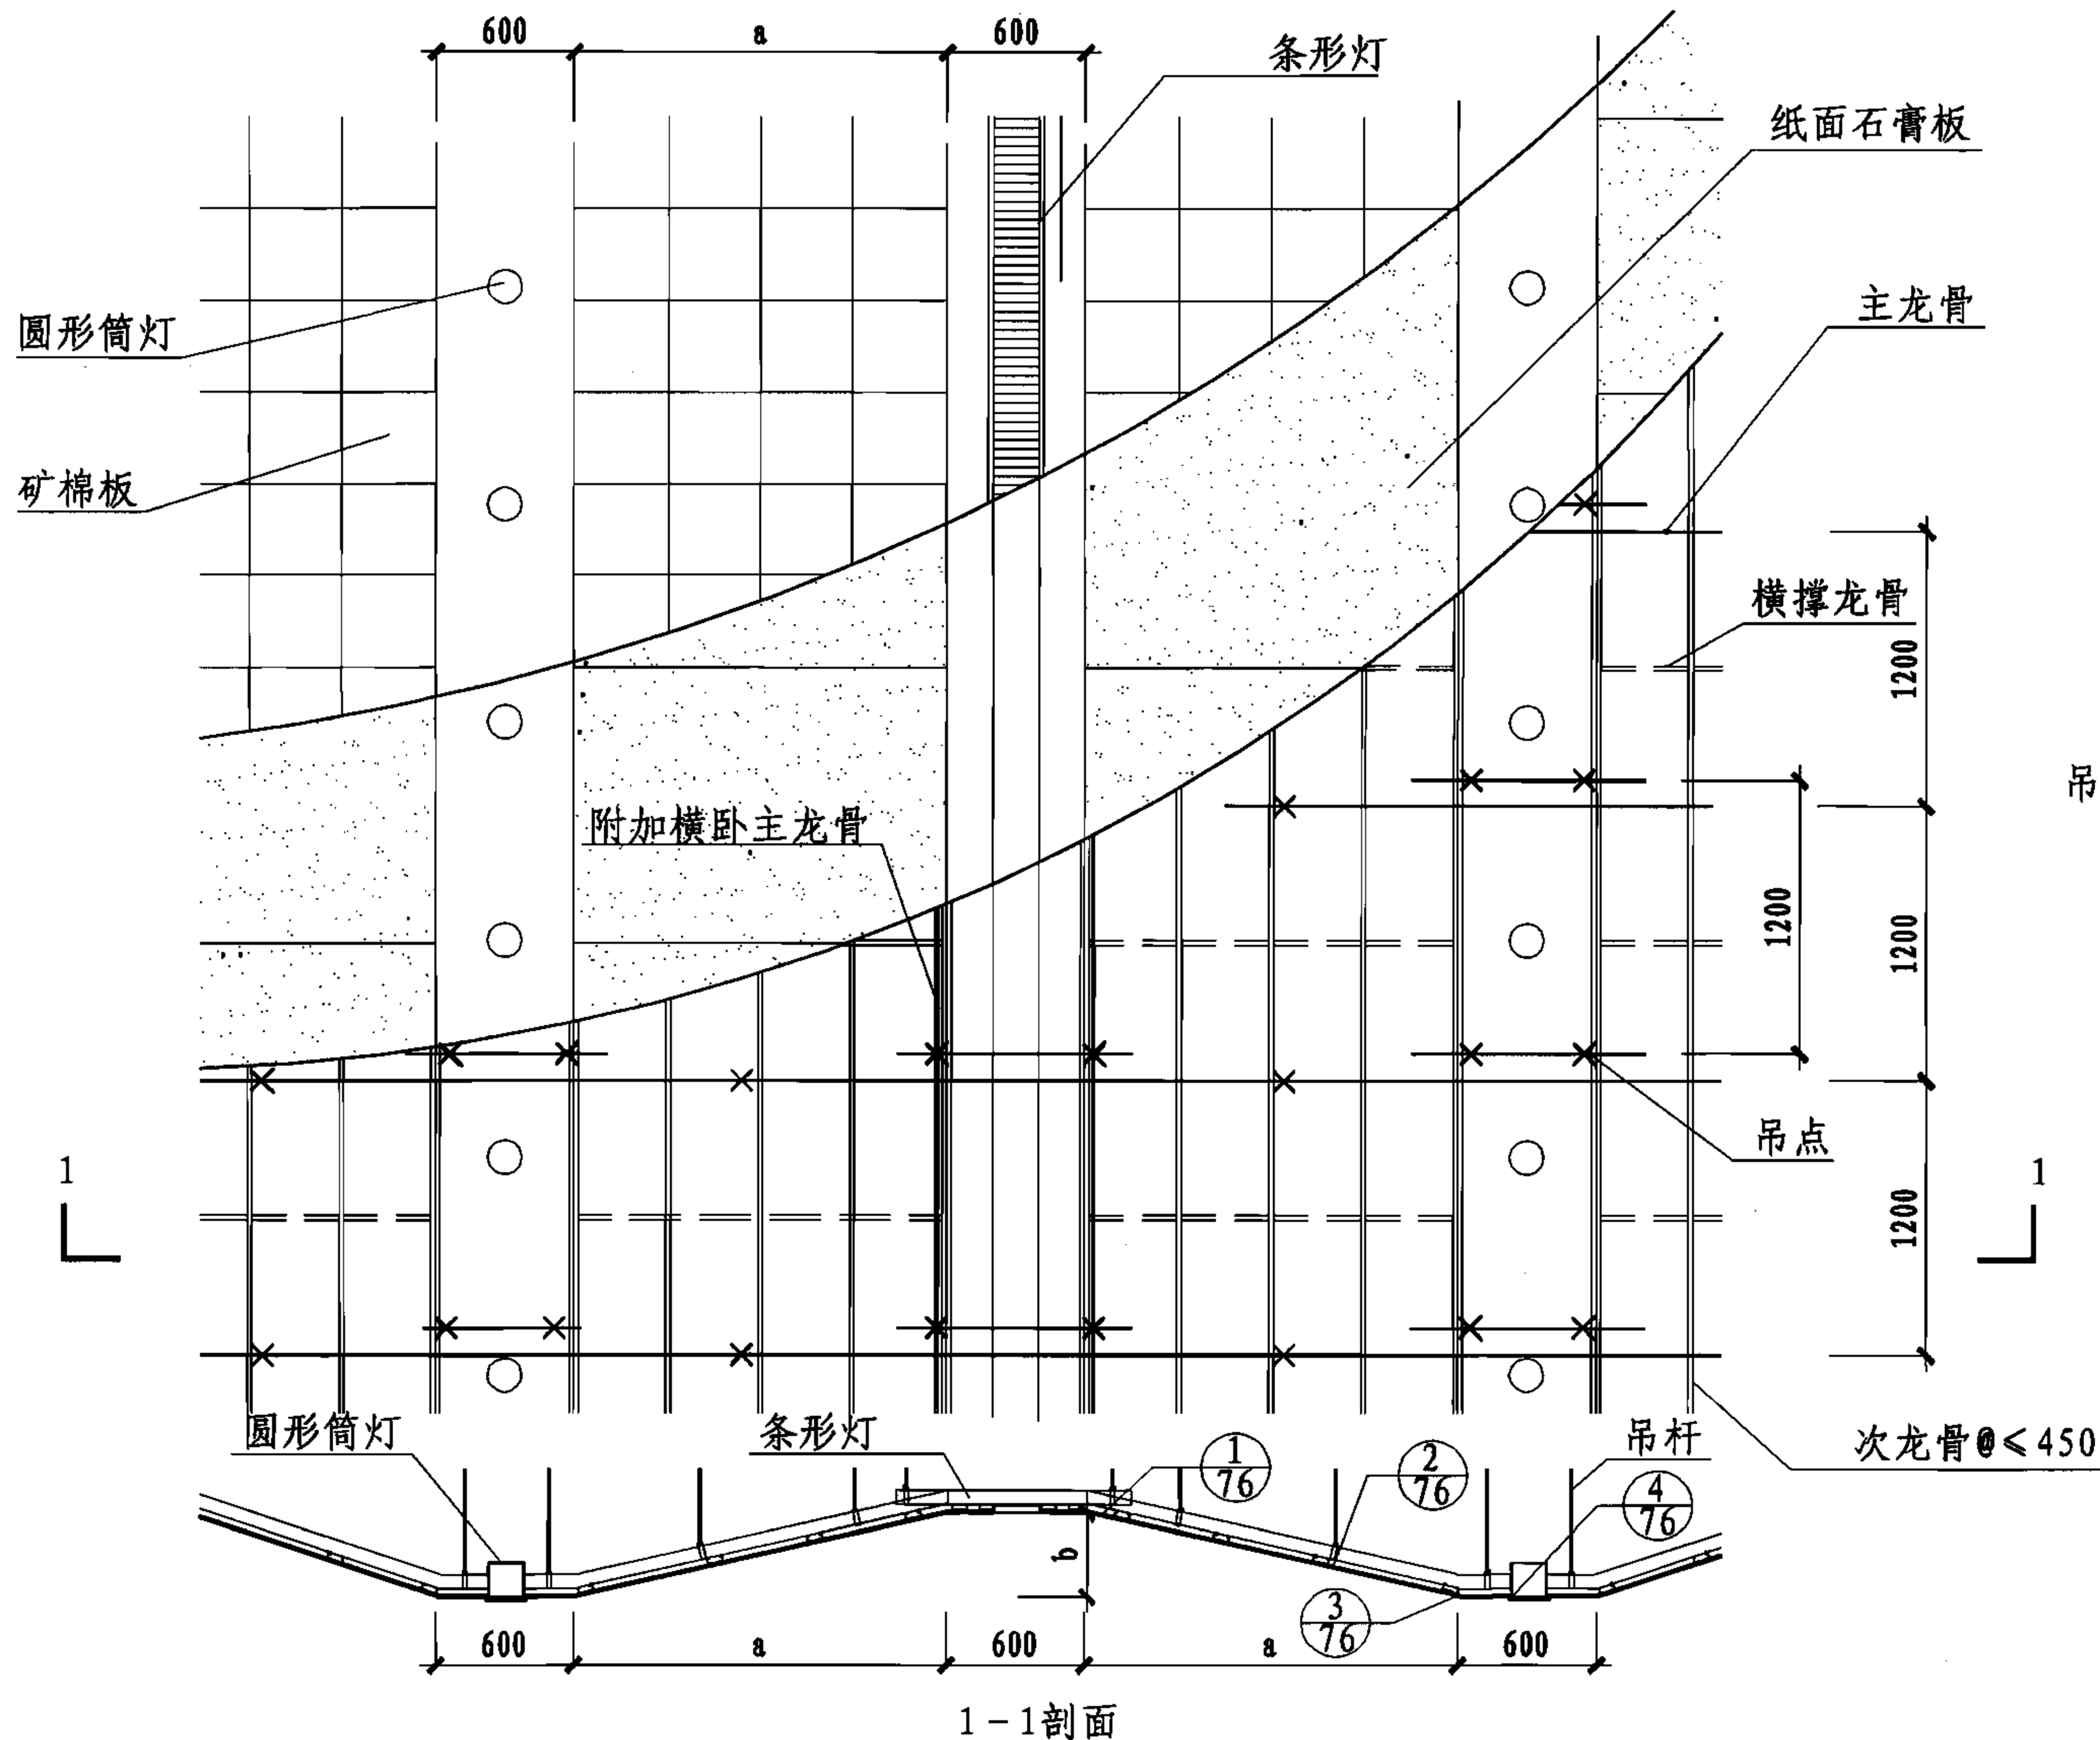 600
a
600
条形灯
纸面石膏板
主龙骨
圆形筒灯
矿棉板
横撑龙骨
1200
吊
附加横卧主龙骨
1200
1200
吊点
1
1
1200
圆形筒灯
条形灯
吊杆
次龙骨@≤450
1
76
2
76
4
76
b
3
76
600
a
600
a
600
1-1剖面